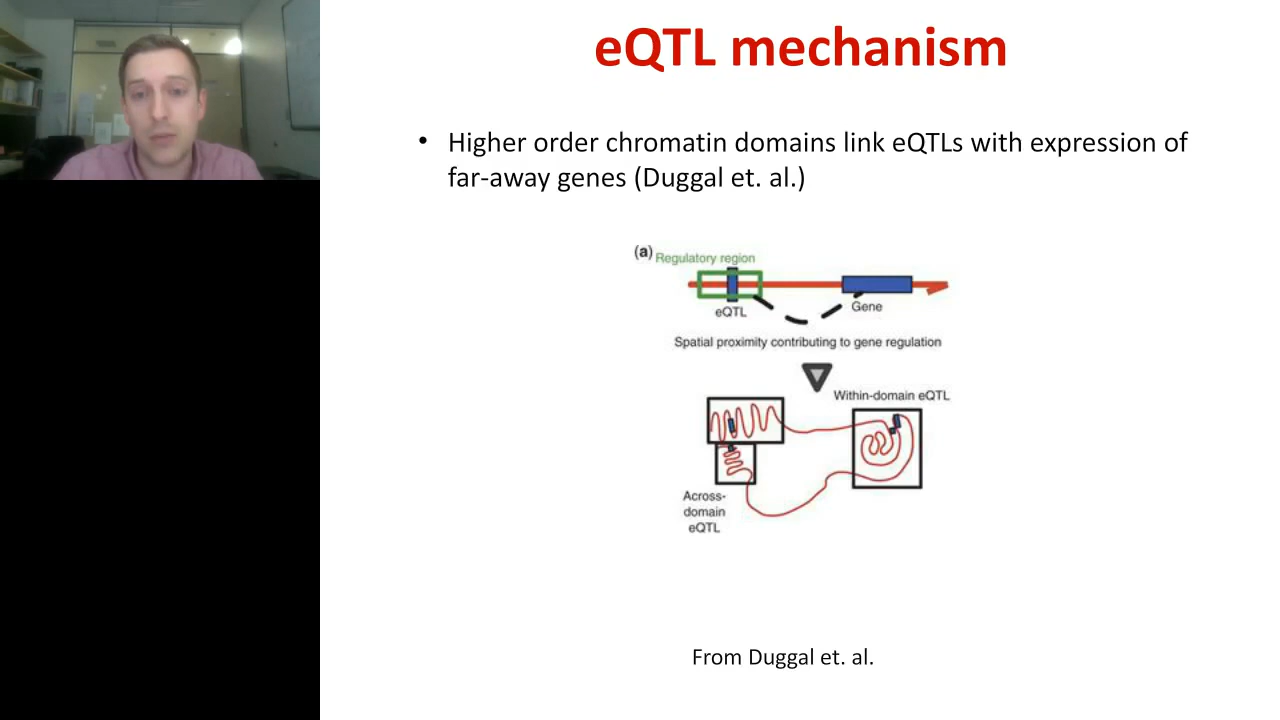 eQTL mechanism
• Higher order chromatin domains link eQTLs with expression of
far-away genes (Duggal et. al.)
(a) Regulatory region
eQTL
Gene
Spatial proximity contributing to gene regulation
Within-domain eQTL
Across-
domain
eQTL
From Duggal et. al.